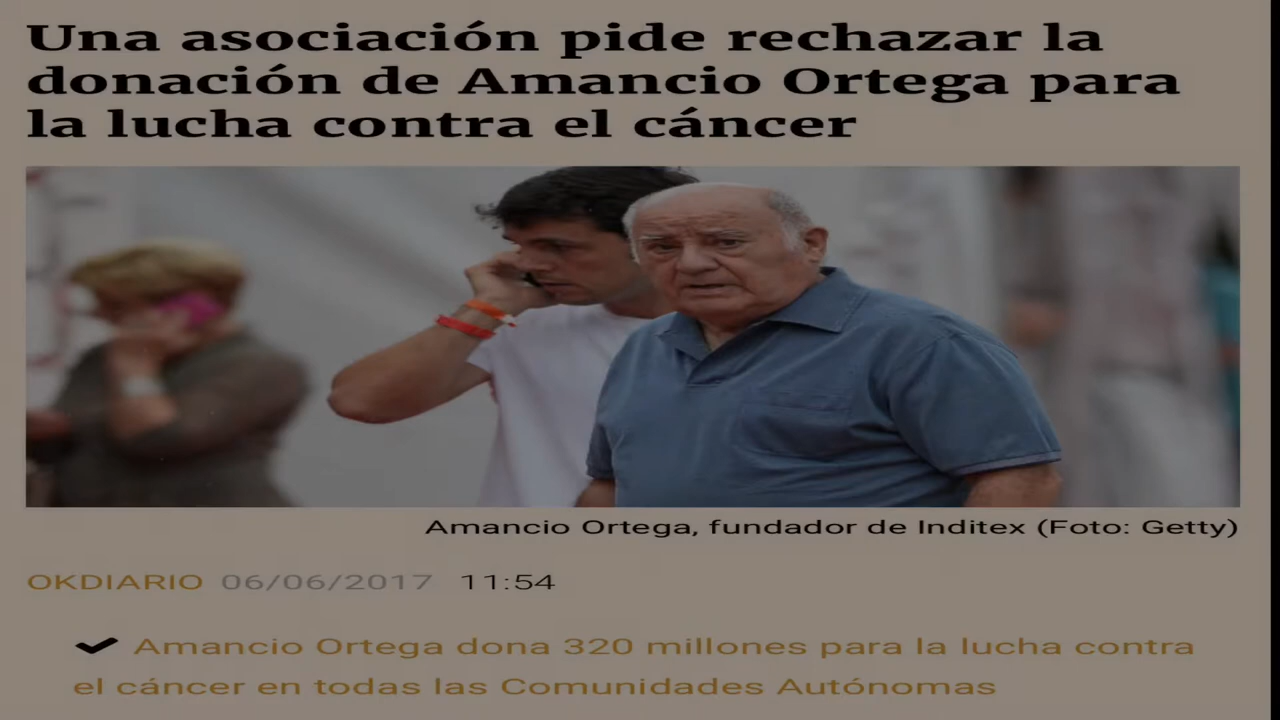 Una asociación pide rechazar la
donación de Amancio Ortega para
la lucha contra el cáncer
Amancio Ortega, fundador de Inditex (Foto: Getty)
OKDIARIO 06/06/2017 11:54
✔ Amancio Ortega dona 320 millones para la lucha contra
el cáncer en todas las Comunidades Autónomas